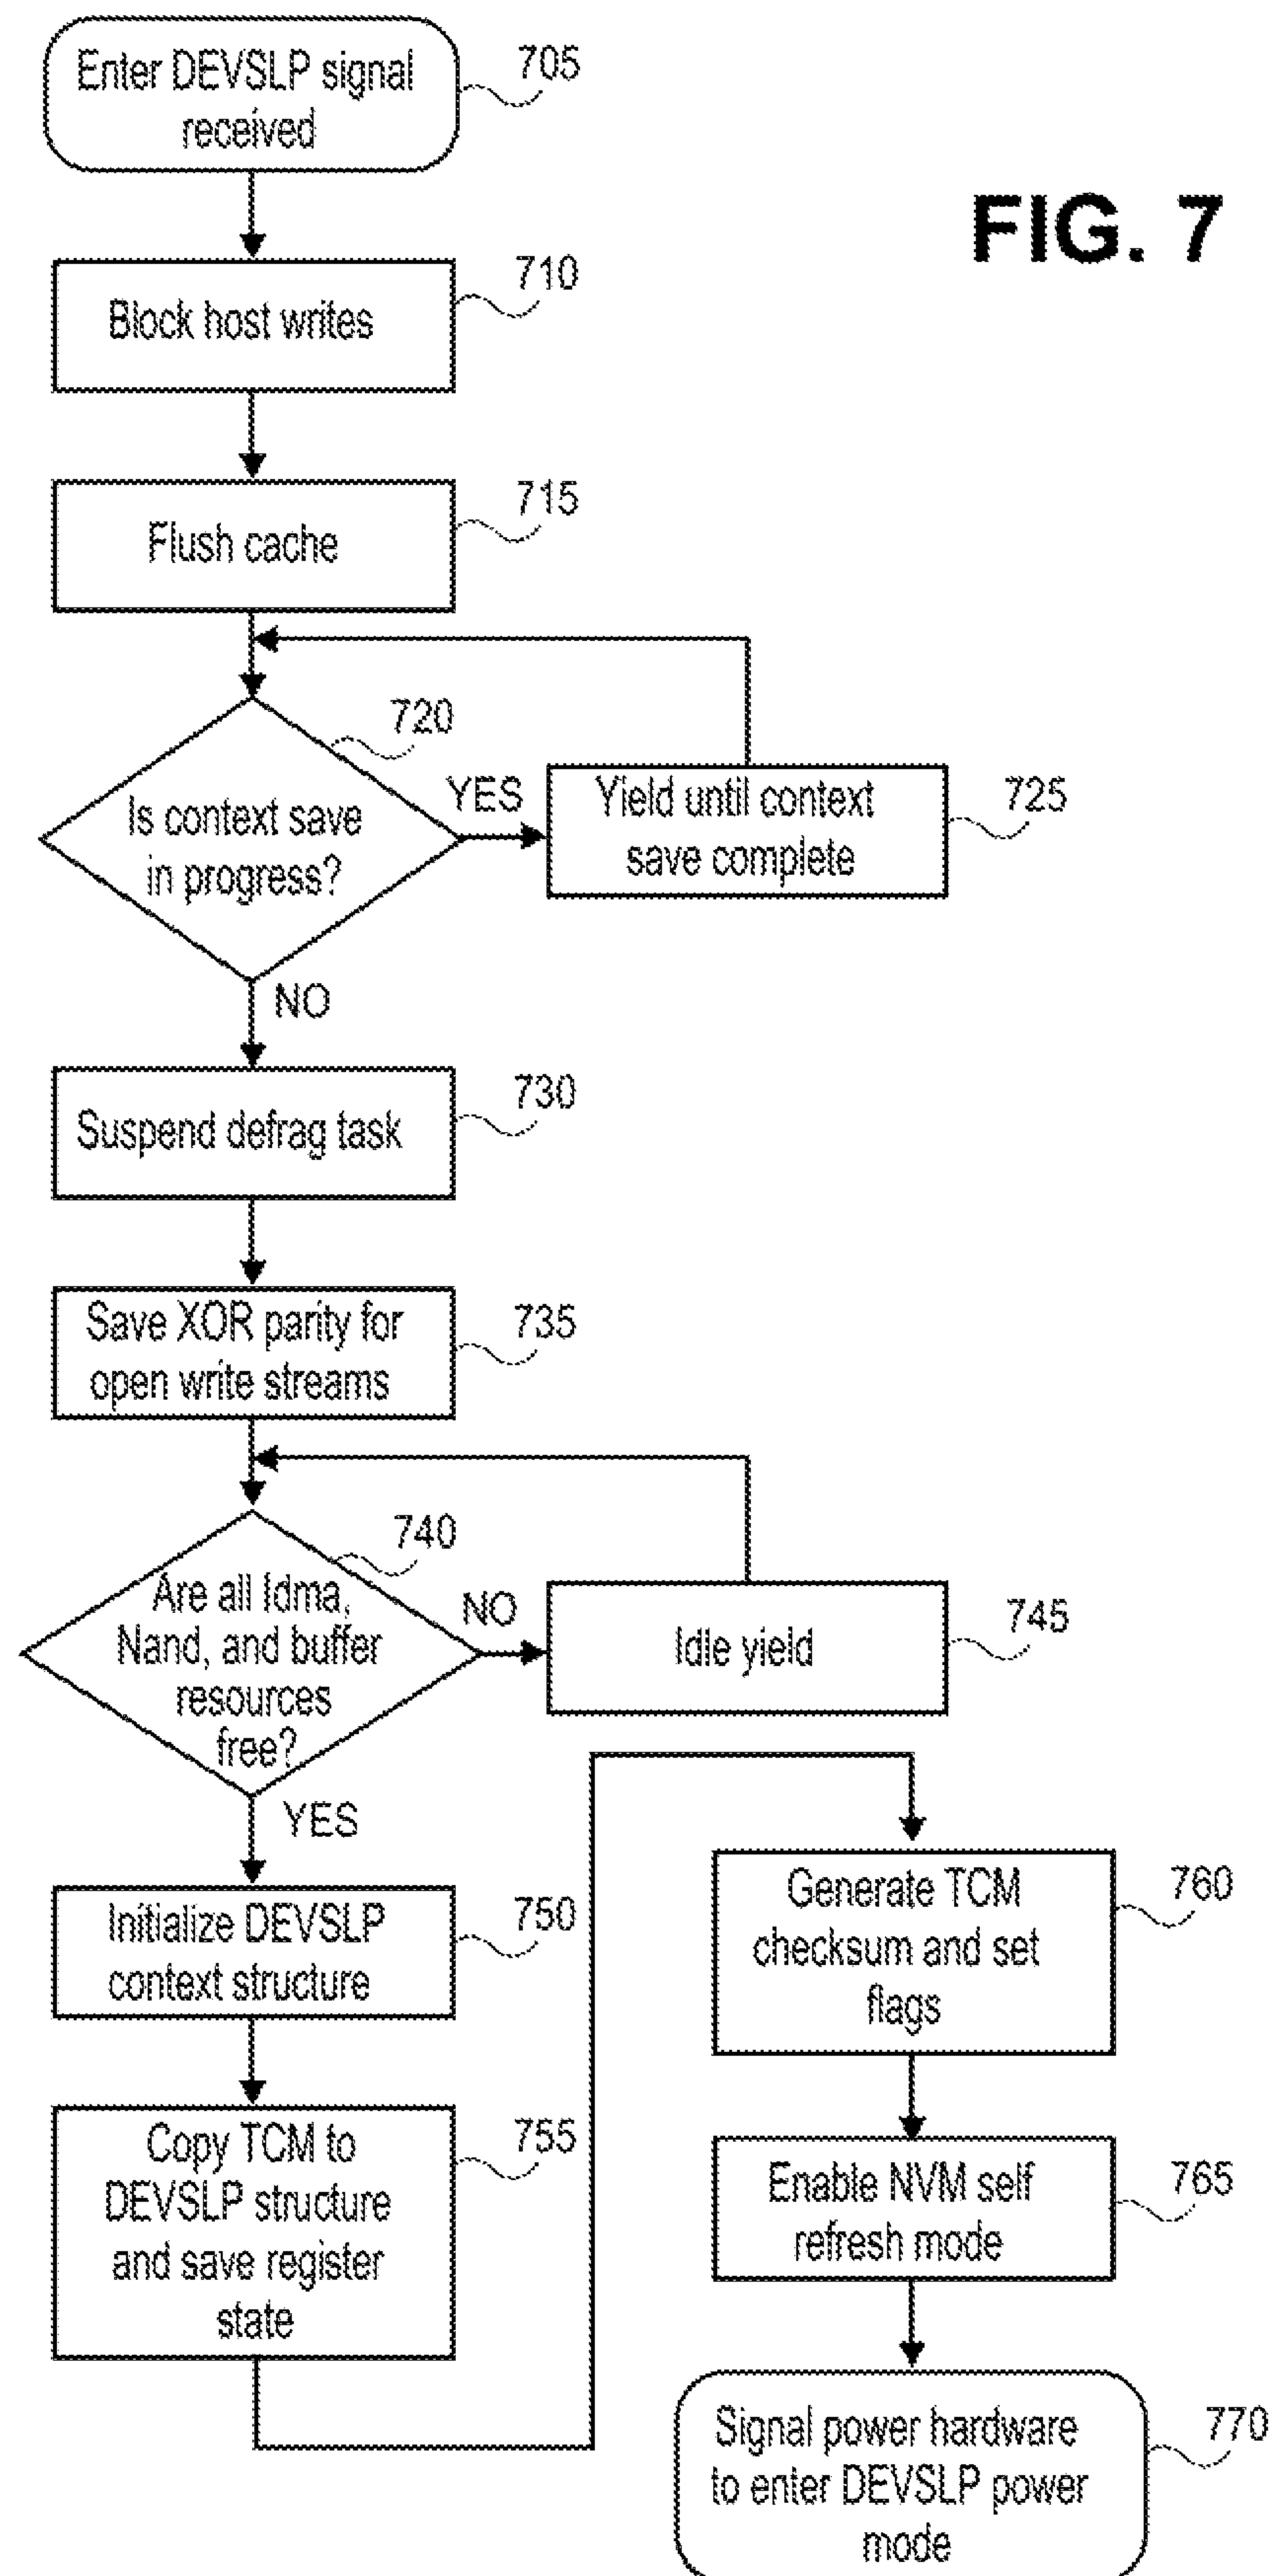 Enter DEVSLP signal
received
705
FIG. 7
Block host writes
710
Flush cache
715
Is context save
in progress?
720
YES
Yield until context
save complete
725
NO
Suspend defrag task
730
Save XOR parity for
open write streams
735
Are all Idma,
Nand, and buffer
resources
free?
740
NO
Idle yield
745
YES
Initialize DEVSLP
context structure
750
Copy TCM to
DEVSLP structure
and save register
state
755
Generate TCM
checksum and set
flags
760
Enable NVM self
refresh mode
765
Signal power hardware
to enter DEVSLP power
mode
770